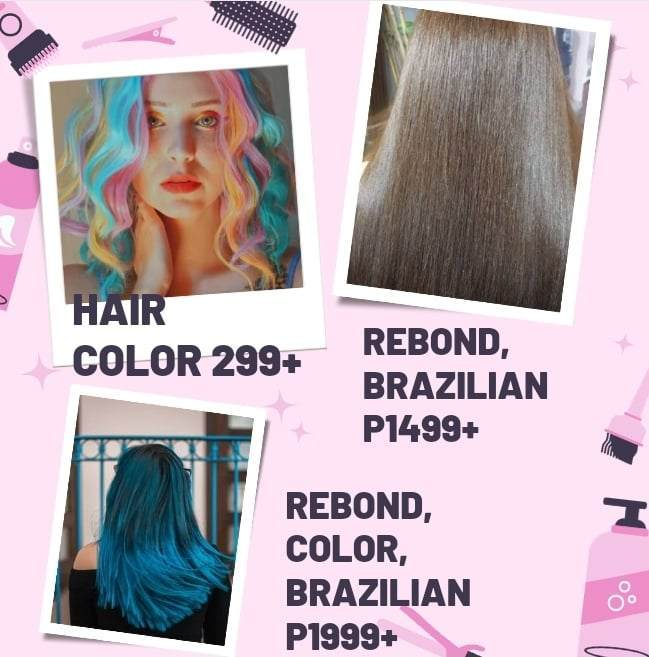 HAIR
COLOR 299+
REBOND,
BRAZILIAN
P1499+
REBOND,
COLOR,
BRAZILIAN
P1999+